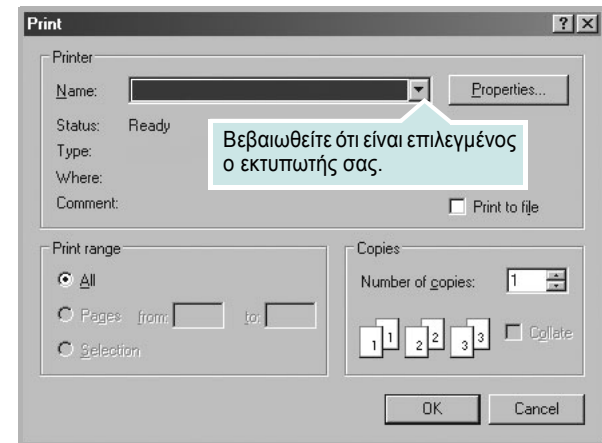 Print
Printer
Name:
Properties...
Status: Ready
Type:
Where:
Comment:
Βεβαιωθείτε ότι είναι επιλεγμένος
ο εκτυπωτής σας.
Print to file
Print range
All
Pages from: to:
Selection
Copies
Number of copies: 1
1 1 2 2 3 3
Collate
OK Cancel